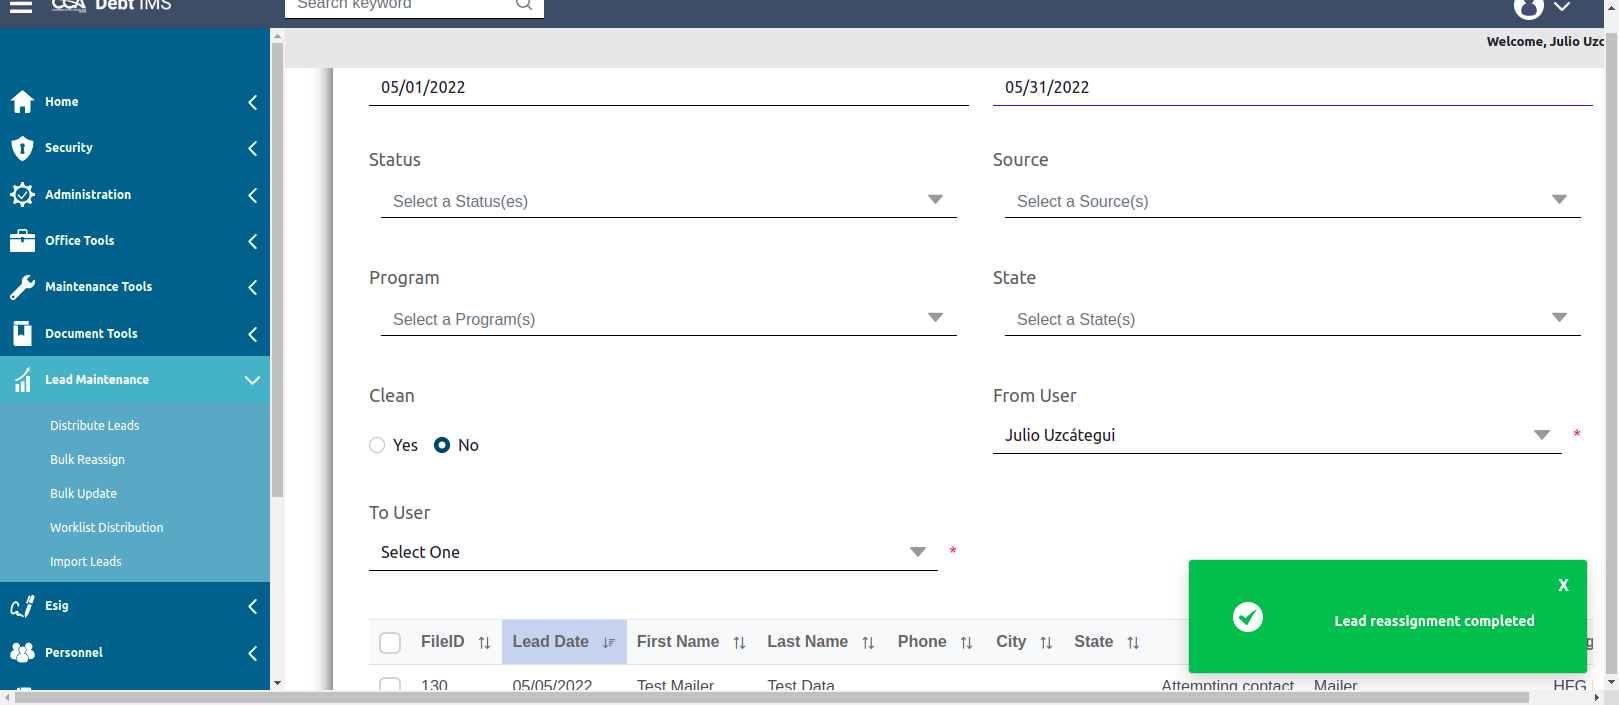 CCA Debt IMS
Search keyword
Welcome, Julio Uzc
Home
Security
Administration
Office Tools
Maintenance Tools
Document Tools
Lead Maintenance
Distribute Leads
Bulk Reassign
Bulk Update
Worklist Distribution
Import Leads
Esig
Personnel
05/01/2022
05/31/2022
Status
Source
Select a Status(es)
Select a Source(s)
Program
State
Select a Program(s)
Select a State(s)
Clean
From User
Yes
No
Julio Uzcátegui
*
To User
Select One
*
X
Lead reassignment completed
FileID
Lead Date
First Name
Last Name
Phone
City
State
130
05/05/2022
Test Mailer
Test Data
Attempting contact
Mailer
HFG